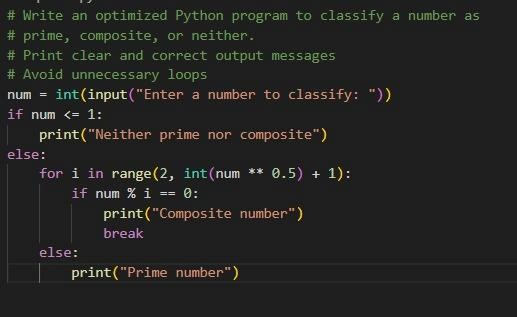 # Write an optimized Python program to classify a number as
# prime, composite, or neither.
# Print clear and correct output messages
# Avoid unnecessary loops
num = int(input("Enter a number to classify: "))
if num <= 1:
    print("Neither prime nor composite")
else:
    for i in range(2, int(num ** 0.5) + 1):
        if num % i == 0:
            print("Composite number")
            break
    else:
        print("Prime number")